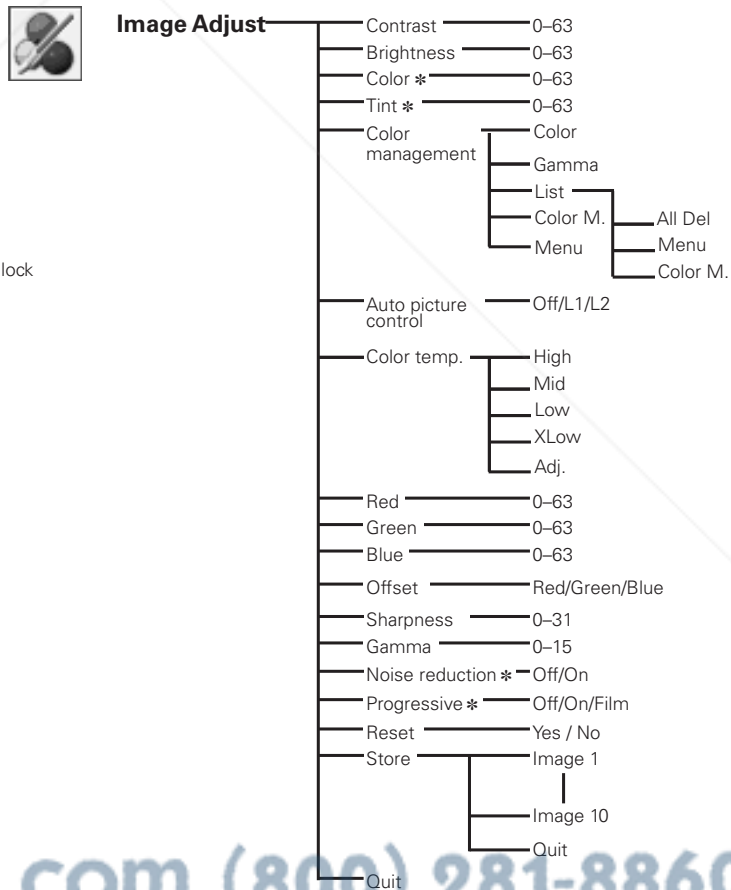 Image Adjust
Contrast 0–63
Brightness 0–63
Color ✻ 0–63
Tint ✻ 0–63
Color management Color
Gamma
List
Color M. All Del
Menu Menu
Color M.
lock
Auto picture control Off/L1/L2
Color temp. High
Mid
Low
XLow
Adj.
Red 0–63
Green 0–63
Blue 0–63
Offset Red/Green/Blue
Sharpness 0–31
Gamma 0–15
Noise reduction ✻ Off/On
Progressive ✻ Off/On/Film
Reset Yes / No
Store Image 1
Image 10
Quit
Quit
com (800) 281-8860